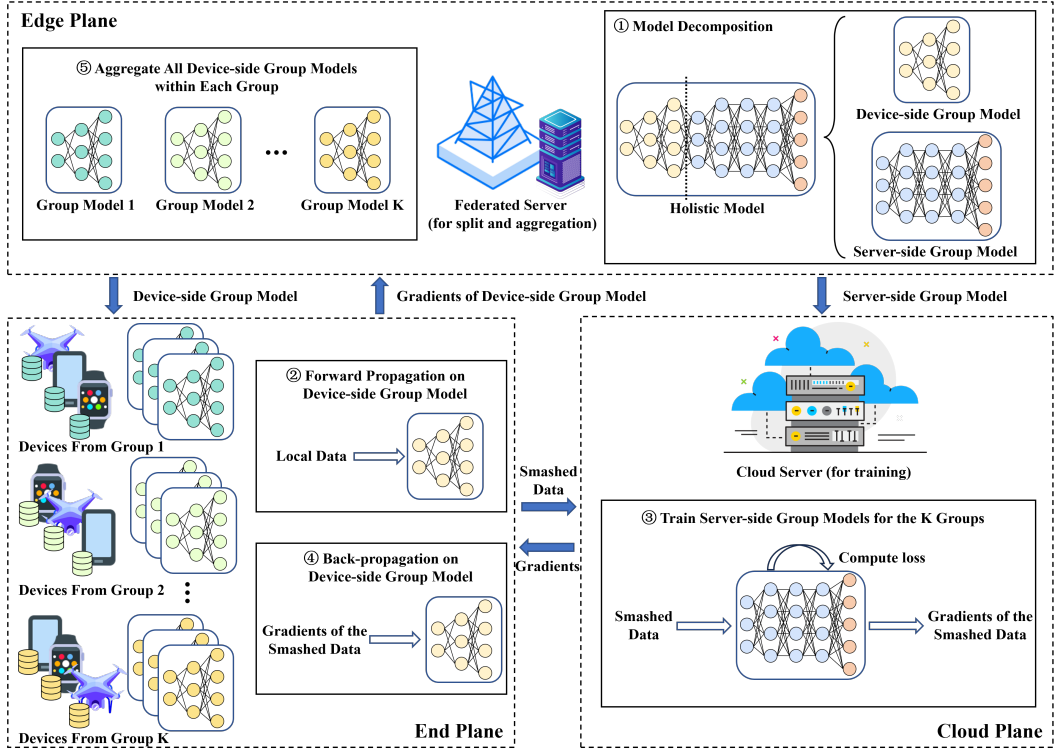 Edge Plane
⑤ Aggregate All Device-side Group Models
within Each Group
Group Model 1
Group Model 2
...
Group Model K
Federated Server
(for split and aggregation)
① Model Decomposition
Holistic Model
Device-side Group Model
Server-side Group Model
Device-side Group Model
Gradients of Device-side Group Model
Server-side Group Model
Devices From Group 1
Devices From Group 2
Devices From Group K
② Forward Propagation on
Device-side Group Model
Local Data
④ Back-propagation on
Device-side Group Model
Gradients of the
Smashed Data
End Plane
Smashed
Data
Gradients
Cloud Server (for training)
③ Train Server-side Group Models for the K Groups
Compute loss
Smashed
Data
Gradients of the
Smashed Data
Cloud Plane